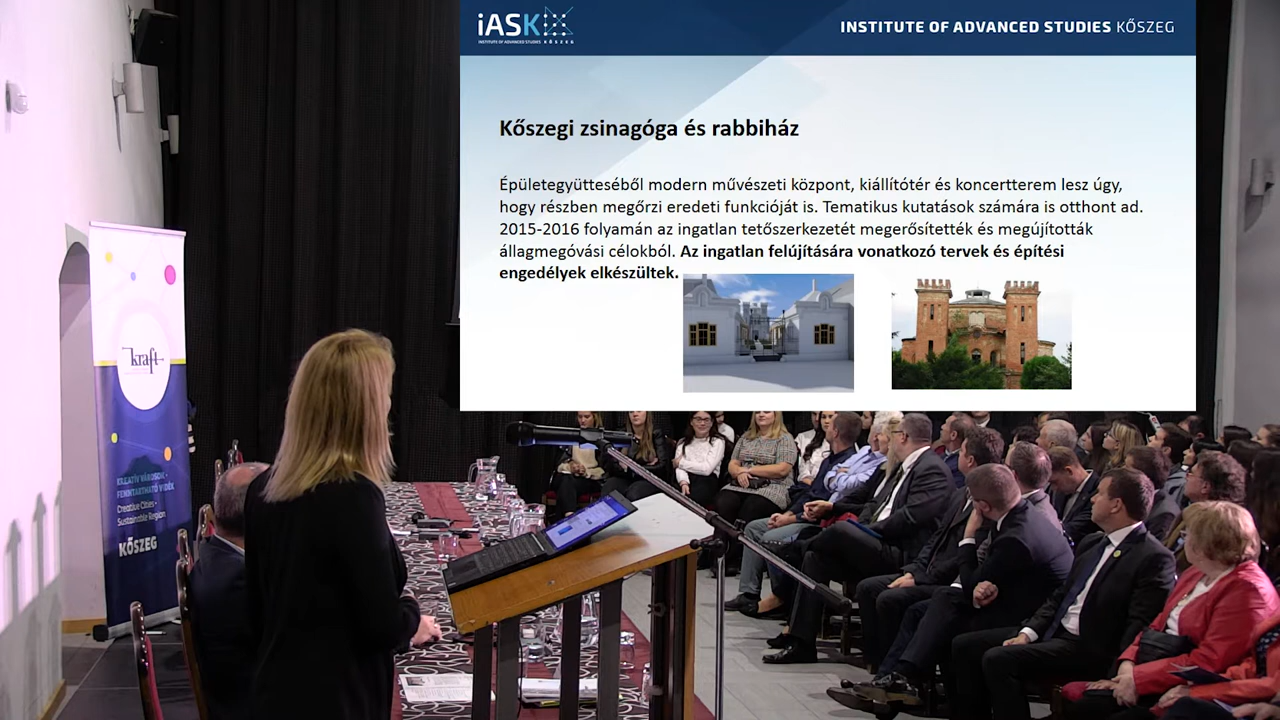 iASK
INSTITUTE OF ADVANCED STUDIES KŐSZEG
INSTITUTE OF ADVANCED STUDIES KŐSZEG
Kőszegi zsinagóga és rabbiház
Épületegyütteséből modern művészeti központ, kiállítótér és koncertterem lesz úgy,
hogy részben megőrzi eredeti funkcióját is. Tematikus kutatások számára is otthont ad.
2015-2016 folyamán az ingatlan tetőszerkezetét megerősítették és megújították
állagmegóvási célokból. Az ingatlan felújítására vonatkozó tervek és építési
engedélyek elkészültek.
kraft
KREATÍV VÁROSOK -
FENNTARTHATÓ VIDÉK
Creative Cities -
Sustainable Region
KŐSZEG